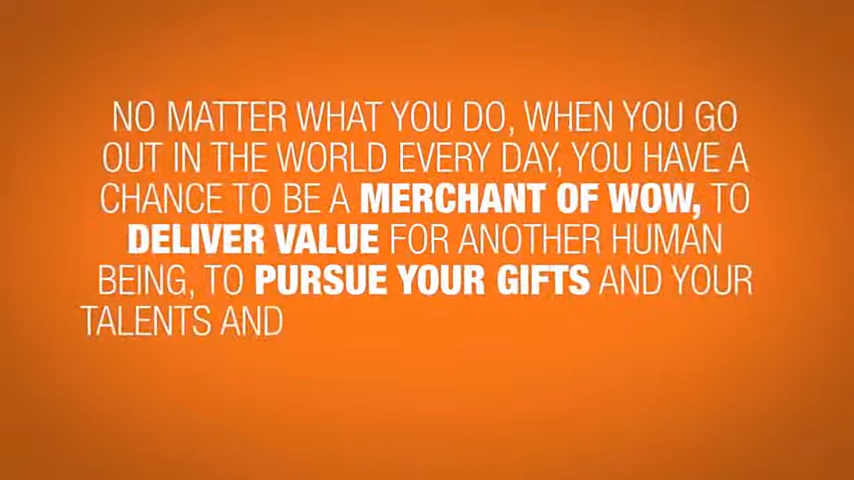 NO MATTER WHAT YOU DO, WHEN YOU GO
OUT IN THE WORLD EVERY DAY, YOU HAVE A
CHANCE TO BE A MERCHANT OF WOW, TO
DELIVER VALUE FOR ANOTHER HUMAN
BEING, TO PURSUE YOUR GIFTS AND YOUR
TALENTS AND